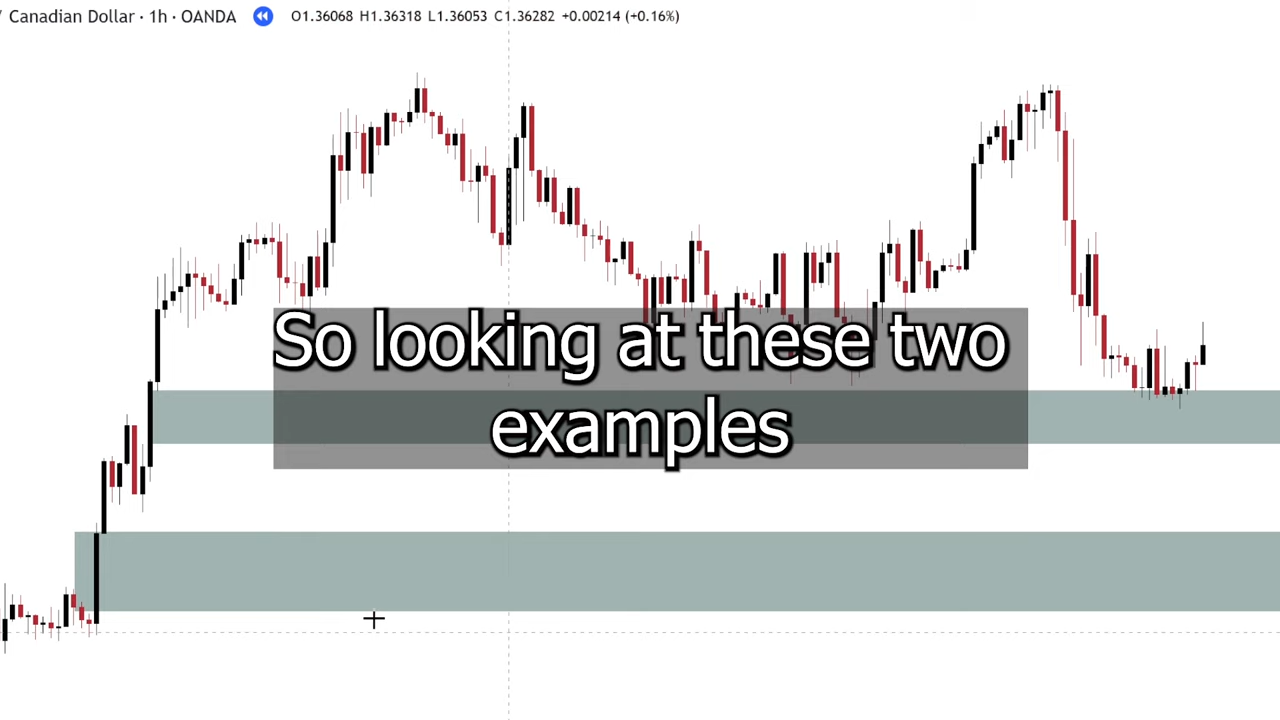 / Canadian Dollar · 1h · OANDA O1.36068 H1.36318 L1.36053 C1.36282 +0.00214 (+0.16%)
So looking at these two
examples